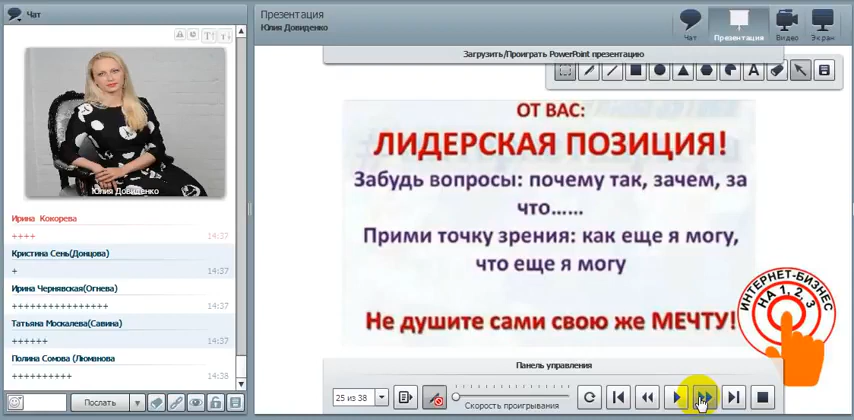 Чат
Юлия Довиденко
Ирина Кокорева
++++ 14:37
Кристина Сень(Донцова)
+ 14:37
Ирина Чернявская(Огнева)
++++++++++++++++ 14:37
Татьяна Москалева(Савина)
++++++ 14:37
Полина Сомова (Люманова
++++++++++ 14:38
Послать
Презентация
Юлия Довиденко
Чат
Презентация
Видео
Экран
Загрузить/Проиграть PowerPoint презентацию
ОТ ВАС:
ЛИДЕРСКАЯ ПОЗИЦИЯ!
Забудь вопросы: почему так, зачем, за
что......
Прими точку зрения: как еще я могу,
что еще я могу
Не душите сами свою же МЕЧТУ!
ИНТЕРНЕТ-БИЗНЕС
НА 1, 2, 3
Панель управления
25 из 38
Скорость проигрывания